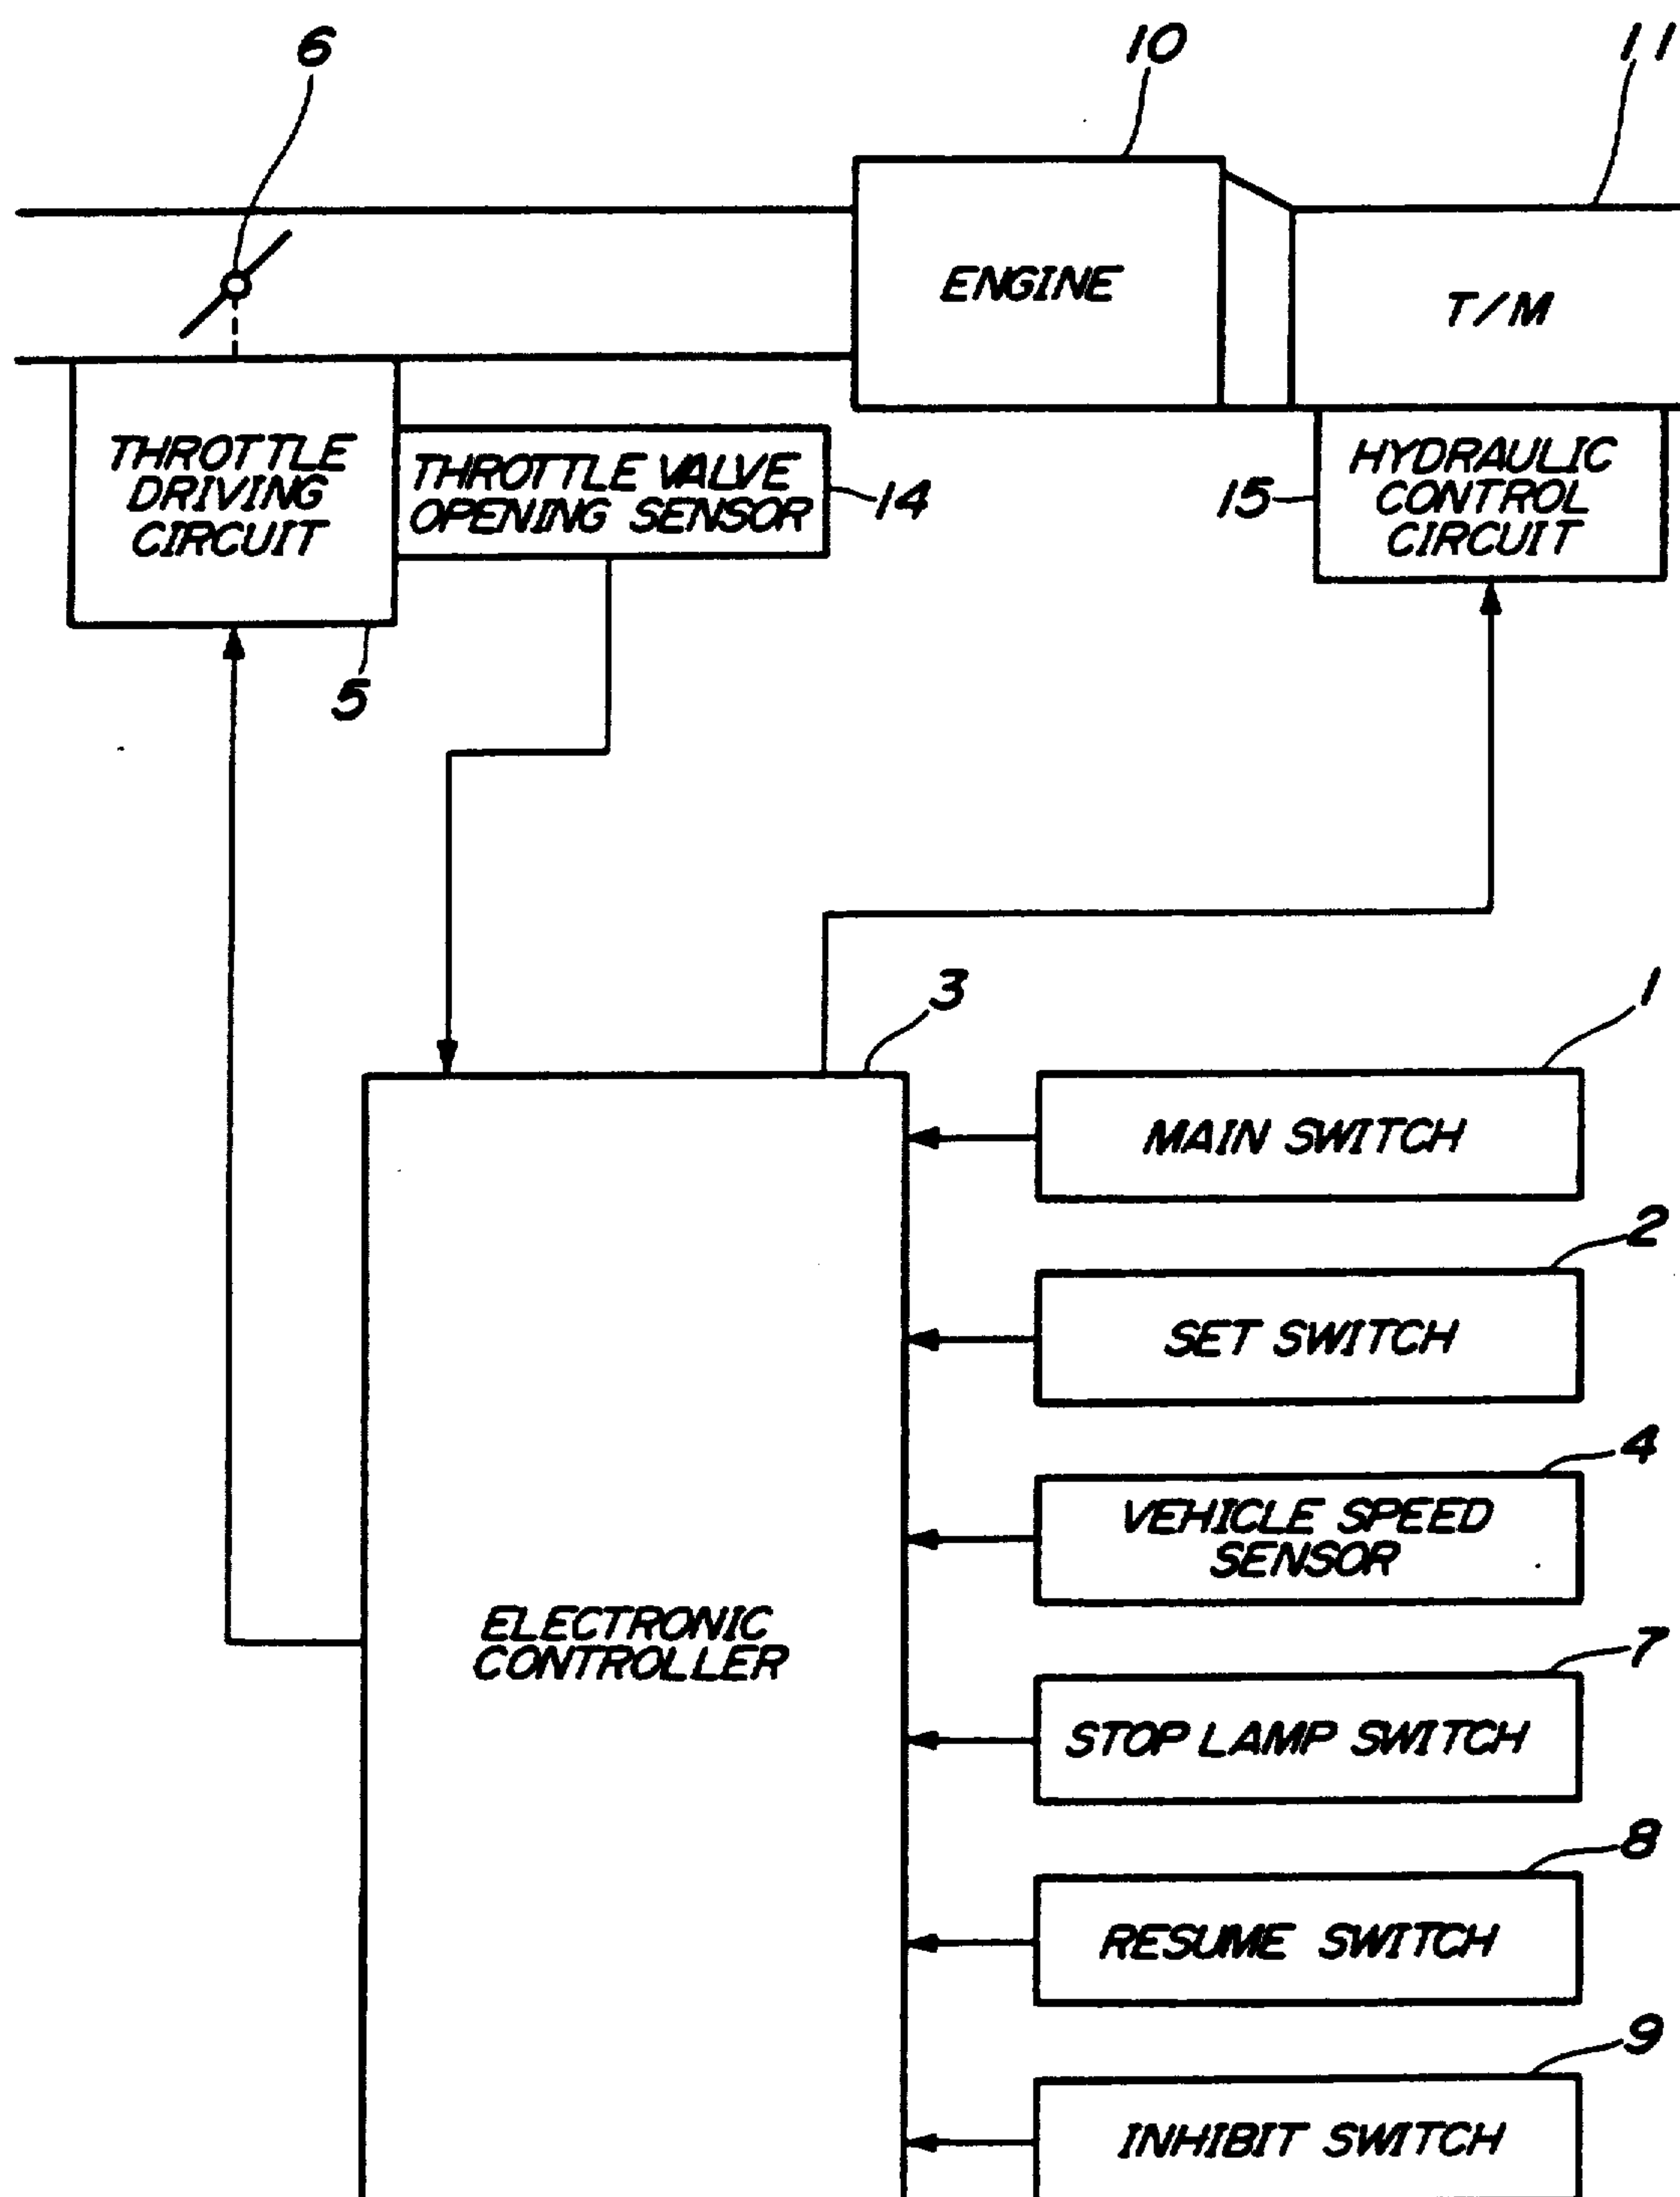 6
10
11
ENGINE
T/M
THROTTLE
DRIVING
CIRCUIT
THROTTLE VALVE
OPENING SENSOR
14
15
HYDRAULIC
CONTROL
CIRCUIT
5
3
1
MAIN SWITCH
2
SET SWITCH
4
VEHICLE SPEED
SENSOR
ELECTRONIC
CONTROLLER
7
STOP LAMP SWITCH
8
RESUME SWITCH
9
INHIBIT SWITCH